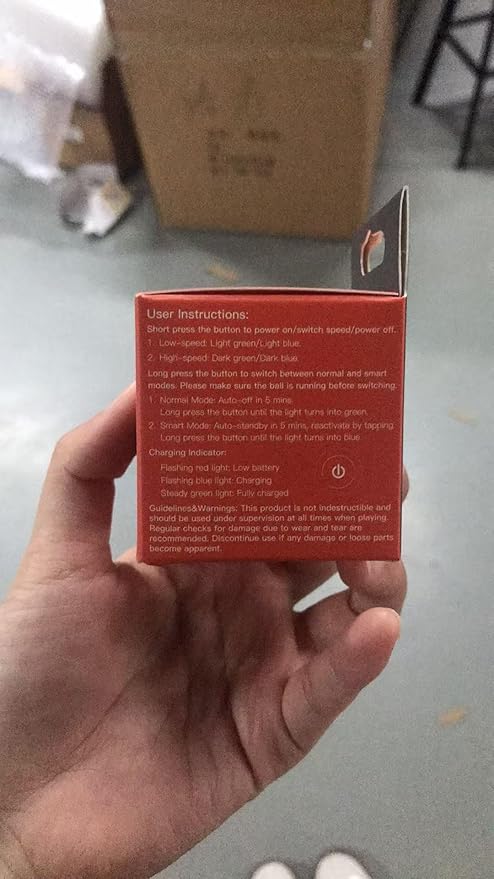 User Instructions:
Short press the button to power on/switch speed/power off.
1. Low-speed: Light green/Light blue.
2. High-speed: Dark green/Dark blue.
Long press the button to switch between normal and smart
modes. Please make sure the ball is running before switching.
1. Normal Mode: Auto-off in 5 mins.
Long press the button until the light turns into green.
2. Smart Mode: Auto-standby in 5 mins, reactivate by tapping.
Long press the button until the light turns into blue.
Charging Indicator:
Flashing red light: Low battery
Flashing blue light: Charging
Steady green light: Fully charged
Guidelines&Warnings: This product is not indestructible and
should be used under supervision at all times when playing.
Regular checks for damage due to wear and tear are
recommended. Discontinue use if any damage or loose parts
become apparent.